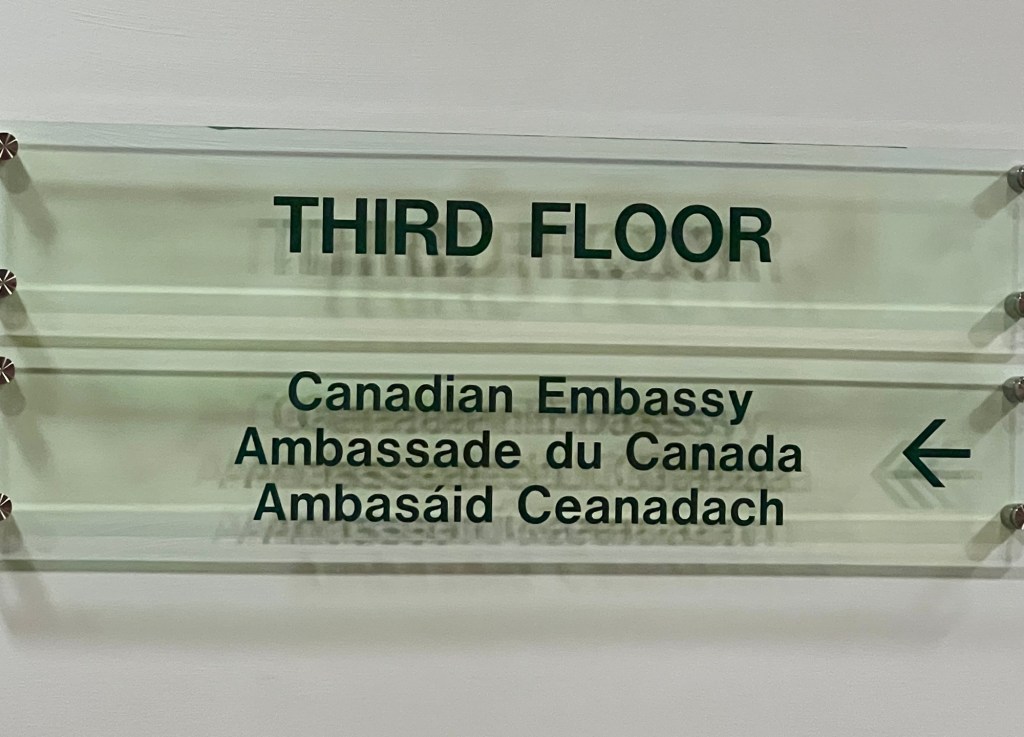 THIRD FLOOR
Canadian Embassy
Ambassade du Canada
Ambasáid Ceanadach